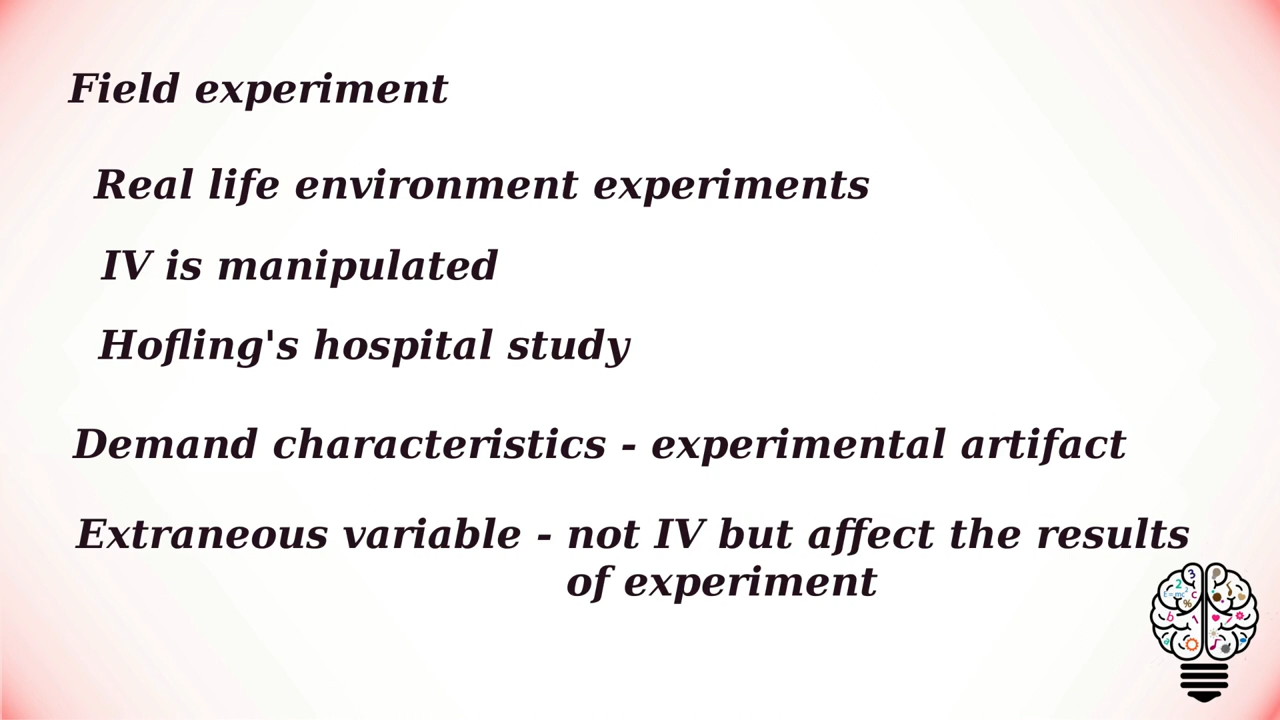 Field experiment
Real life environment experiments
IV is manipulated
Hofling's hospital study
Demand characteristics - experimental artifact
Extraneous variable - not IV but affect the results
of experiment